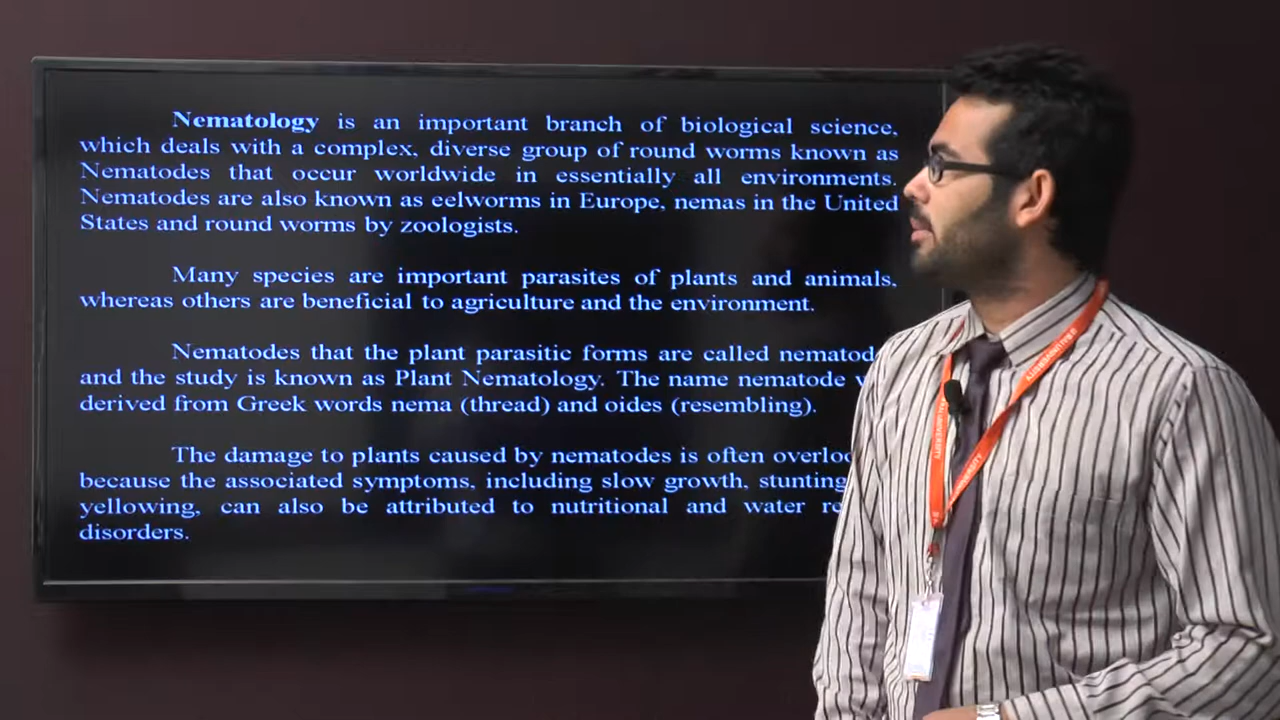 Nematology is an important branch of biological science,
which deals with a complex, diverse group of round worms known as
Nematodes that occur worldwide in essentially all environments.
Nematodes are also known as eelworms in Europe, nemas in the United
States and round worms by zoologists.
Many species are important parasites of plants and animals,
whereas others are beneficial to agriculture and the environment.
Nematodes that the plant parasitic forms are called
and the study is known as Plant Nematology. The name nematode
derived from Greek words nema (thread) and oides (resembling).
The damage to plants caused by nematodes is often
because the associated symptoms, including slow growth, stunting
yellowing, can also be attributed to nutritional and water
disorders.
RAI UNIVERSITY
UNIVERSITY